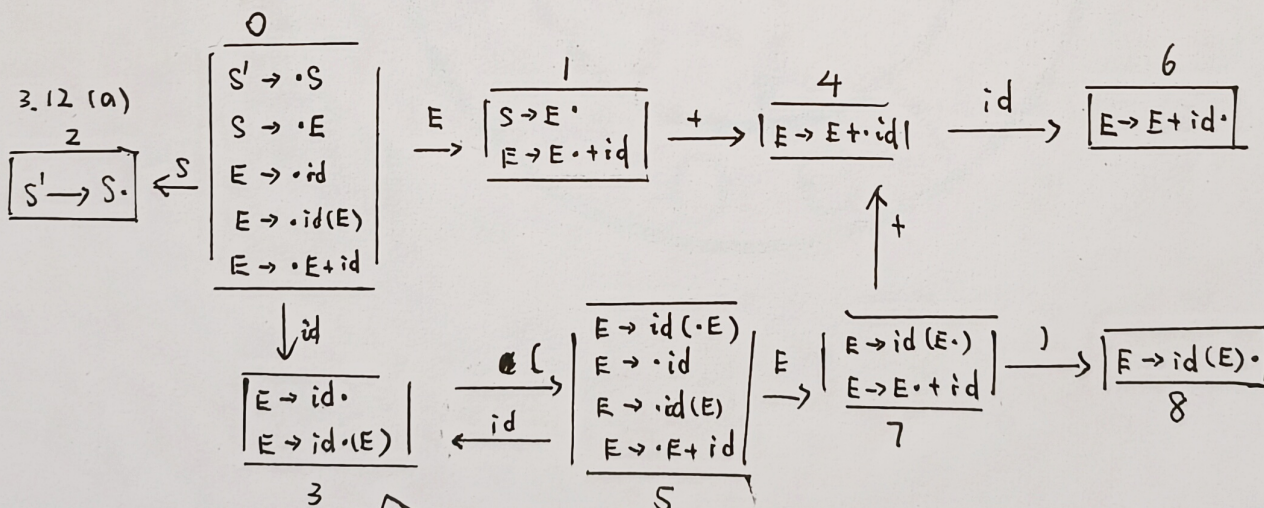 3.12 (a)
0
S' → ·S
S → ·E
E → ·id
E → ·id(E)
E → ·E+id
S
2
S' → S·
E
1
S → E·
E → E·+id
+
4
E → E+·id
id
6
E → E+id·
id
3
E → id·
E → id·(E)
(
id
5
E → id(·E)
E → ·id
E → ·id(E)
E → ·E+id
E
7
E → id(E·)
E → E·+id
+
)
8
E → id(E)·